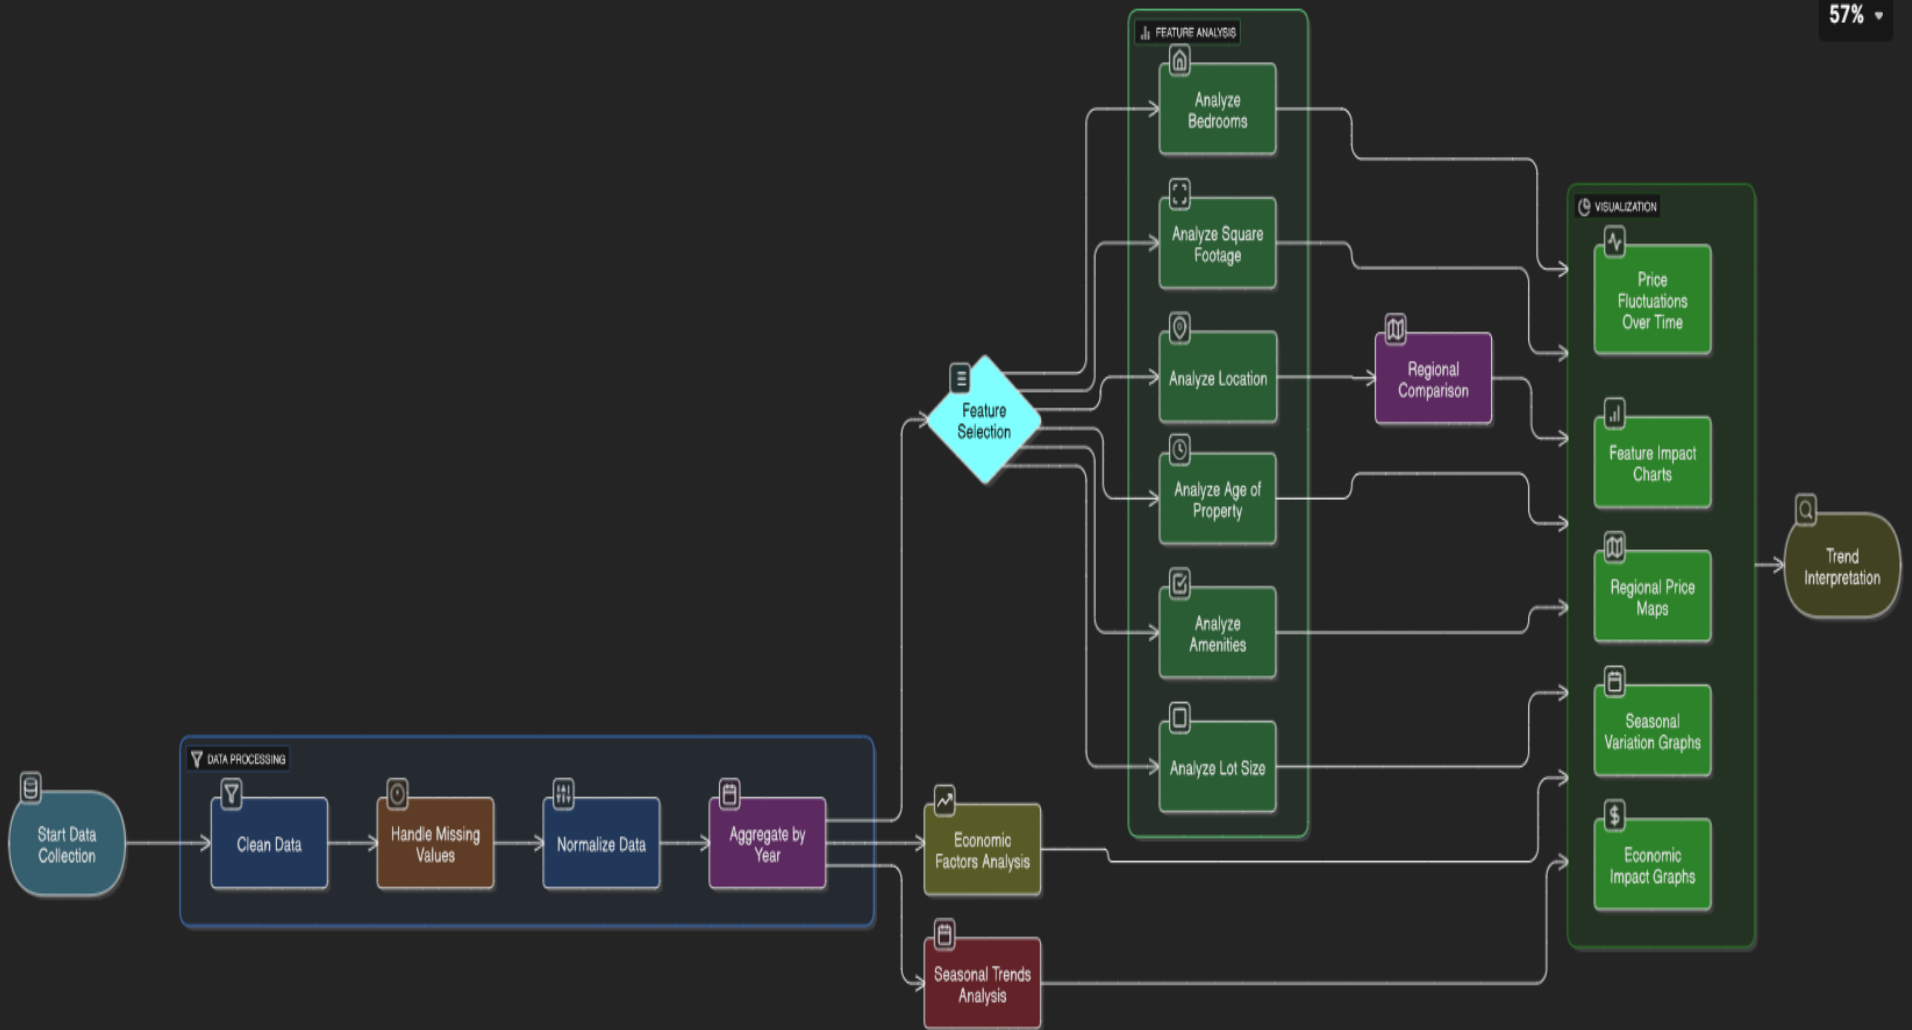 57%
FEATURE ANALYSIS
Analyze
Bedrooms
Analyze Square
Footage
Analyze Location
Analyze Age of
Property
Analyze
Amenities
Analyze Lot Size
VISUALIZATION
Price
Fluctuations
Over Time
Feature Impact
Charts
Regional Price
Maps
Seasonal
Variation Graphs
Economic
Impact Graphs
Regional
Comparison
Feature
Selection
Trend
Interpretation
DATA PROCESSING
Start Data
Collection
Clean Data
Handle Missing
Values
Normalize Data
Aggregate by
Year
Economic
Factors Analysis
Seasonal Trends
Analysis